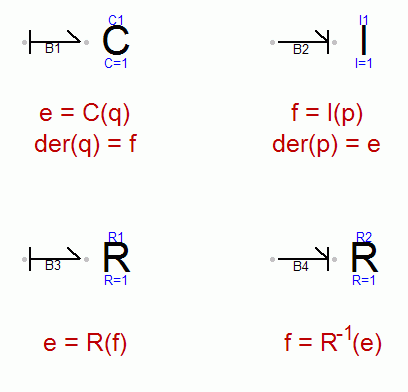 C1
C
B1
C=1
I1
I
B2
I=1
e = C(q)
der(q) = f
f = I(p)
der(p) = e
R1
R
B3
R=1
R2
R
B4
R=1
e = R(f)
f = R⁻¹(e)